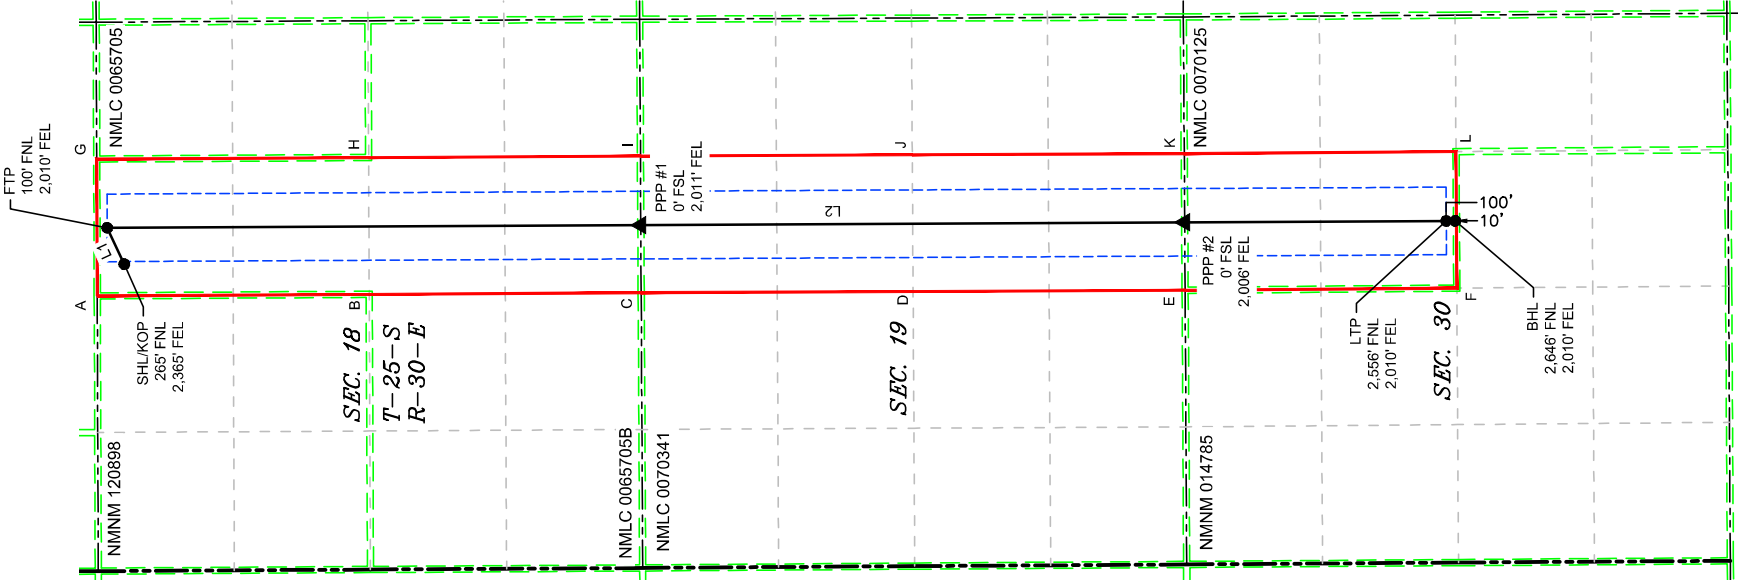 FTP
100' FNL
2,010' FEL
G
NMLC 0065705
H
I
J
K
NMLC 0070125
L
L1
L2
PPP #1
0' FSL
2,011' FEL
PPP #2
0' FSL
2,006' FEL
100'
10'
A
B
C
D
E
F
SHL/KOP
265' FNL
2,365' FEL
SEC. 18
T-25-S
R-30-E
SEC. 19
LTP
2,556' FNL
2,010' FEL
SEC. 30
BHL
2,646' FNL
2,010' FEL
NMNM 120898
NMLC 0065705B
NMLC 0070341
NMNM 014785